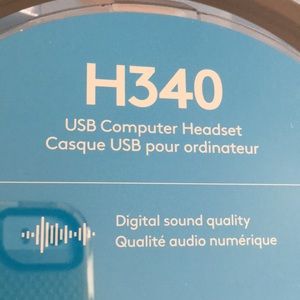 H340
USB Computer Headset
Casque USB pour ordinateur
Digital sound quality
Qualité audio numérique